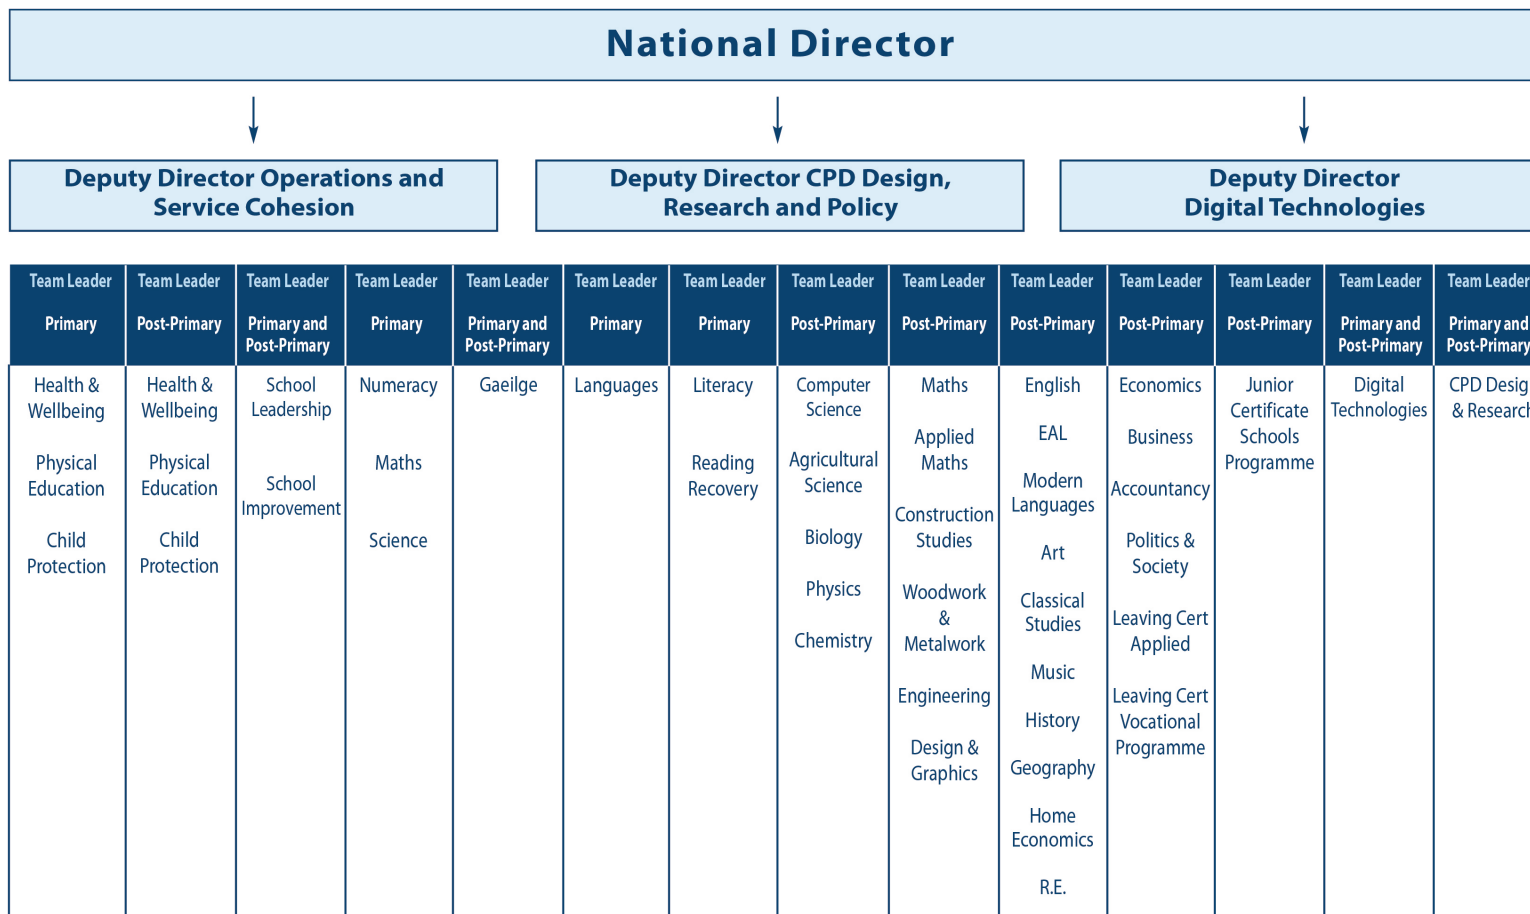 National Director
Deputy Director Operations and
Service Cohesion
Deputy Director CPD Design,
Research and Policy
Deputy Director
Digital Technologies
Team Leader
Primary
Health &
Wellbeing
Physical
Education
Child
Protection
Team Leader
Post-Primary
Health &
Wellbeing
Physical
Education
Child
Protection
Team Leader
Primary and
Post-Primary
School
Leadership
School
Improvement
Team Leader
Primary
Numeracy
Maths
Science
Team Leader
Primary and
Post-Primary
Gaeilge
Team Leader
Primary
Languages
Team Leader
Primary
Literacy
Reading
Recovery
Team Leader
Post-Primary
Computer
Science
Agricultural
Science
Biology
Physics
Chemistry
Team Leader
Post-Primary
Maths
Applied
Maths
Construction
Studies
Woodwork
&
Metalwork
Engineering
Design &
Graphics
Team Leader
Post-Primary
English
EAL
Modern
Languages
Art
Classical
Studies
Music
History
Geography
Home
Economics
R.E.
Team Leader
Post-Primary
Economics
Business
Accountancy
Politics &
Society
Leaving Cert
Applied
Leaving Cert
Vocational
Programme
Team Leader
Post-Primary
Junior
Certificate
Schools
Programme
Team Leader
Primary and
Post-Primary
Digital
Technologies
Team Leader
Primary and
Post-Primary
CPD Design
& Research